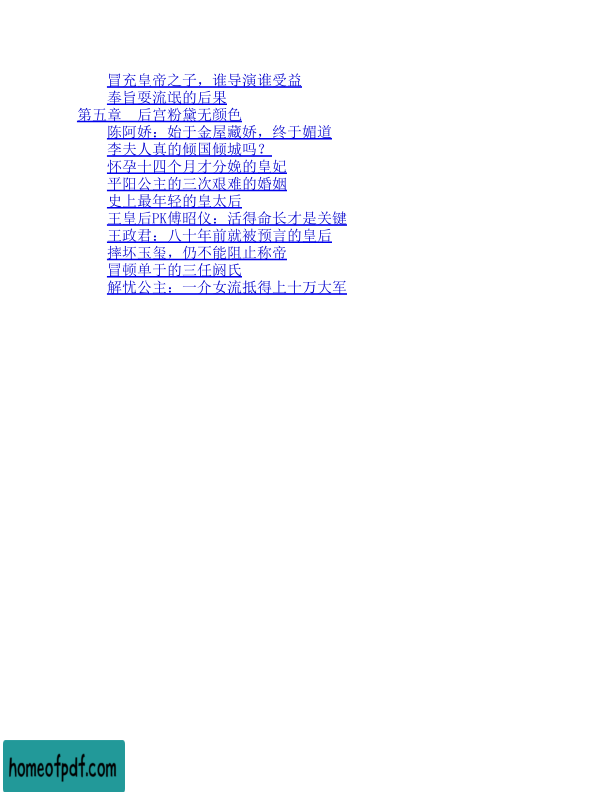 冒充皇帝之子，谁导演谁受益
奉旨耍流氓的后果
第五章　后宫粉黛无颜色
陈阿娇：始于金屋藏娇，终于媚道
李夫人真的倾国倾城吗？
怀孕十四个月才分娩的皇妃
平阳公主的三次艰难的婚姻
史上最年轻的皇太后
王皇后PK傅昭仪：活得命长才是关键
王政君：八十年前就被预言的皇后
摔坏玉玺，仍不能阻止称帝
冒顿单于的三任阏氏
解忧公主：一介女流抵得上十万大军
homeofpdf.com